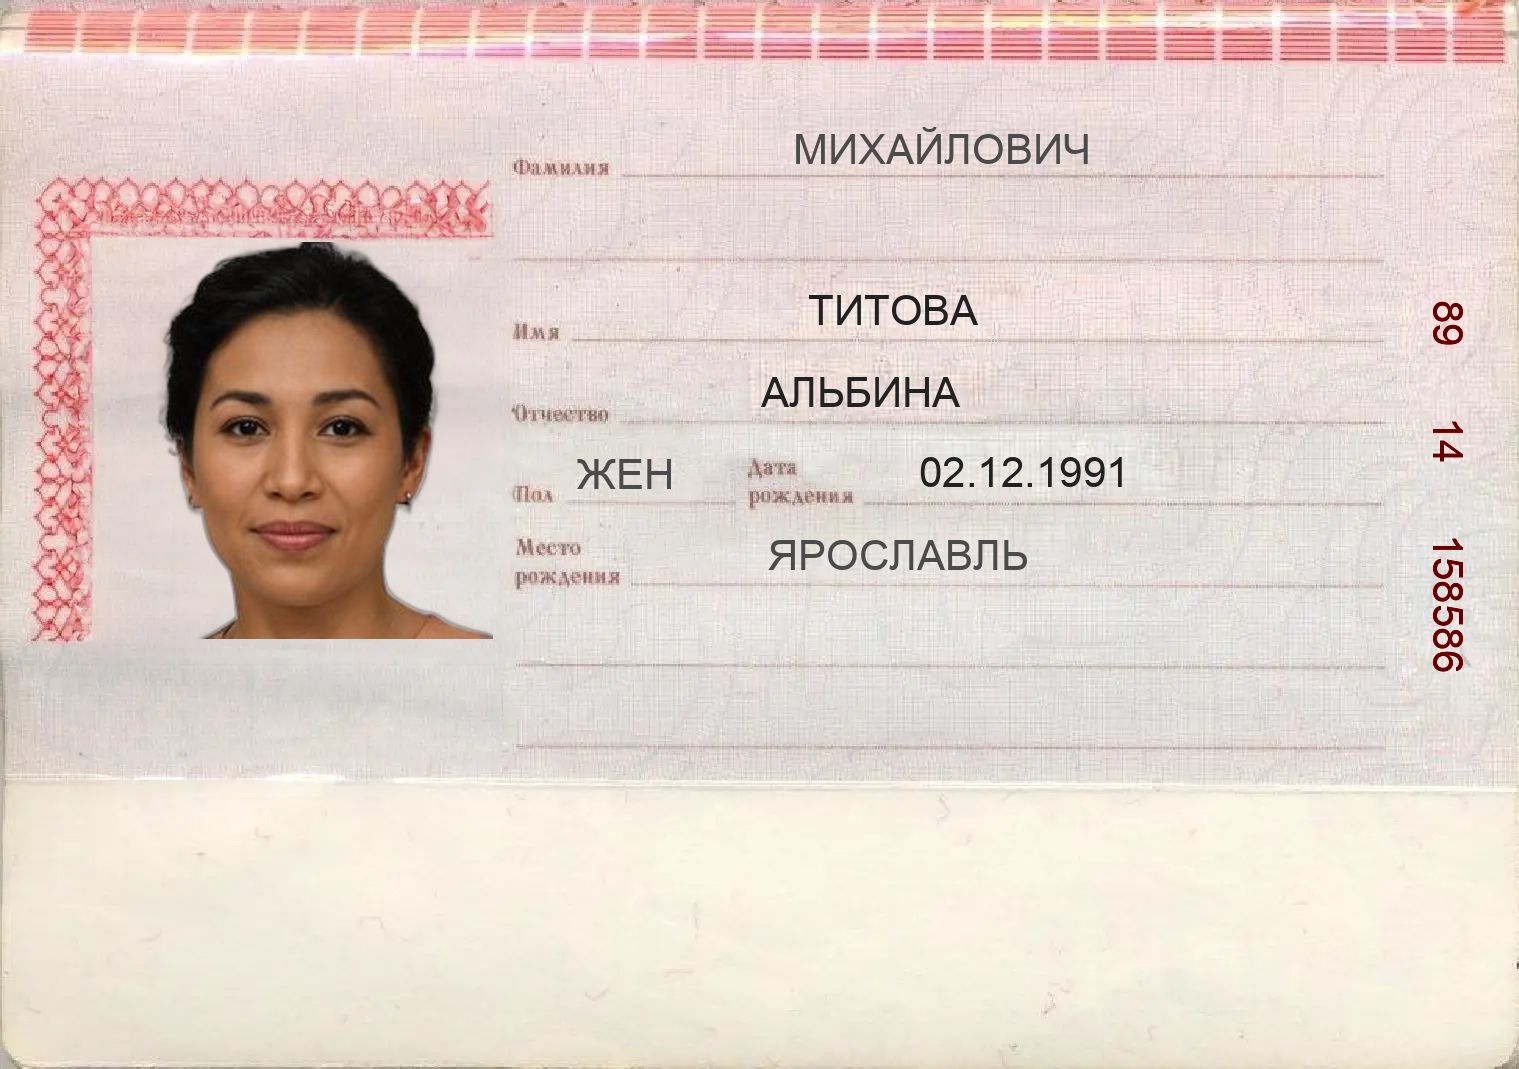 Фамилия МИХАЙЛОВИЧ
Имя ТИТОВА
Отчество АЛЬБИНА
Пол ЖЕН Дата рождения 02.12.1991
Место рождения ЯРОСЛАВЛЬ
89 14 158586